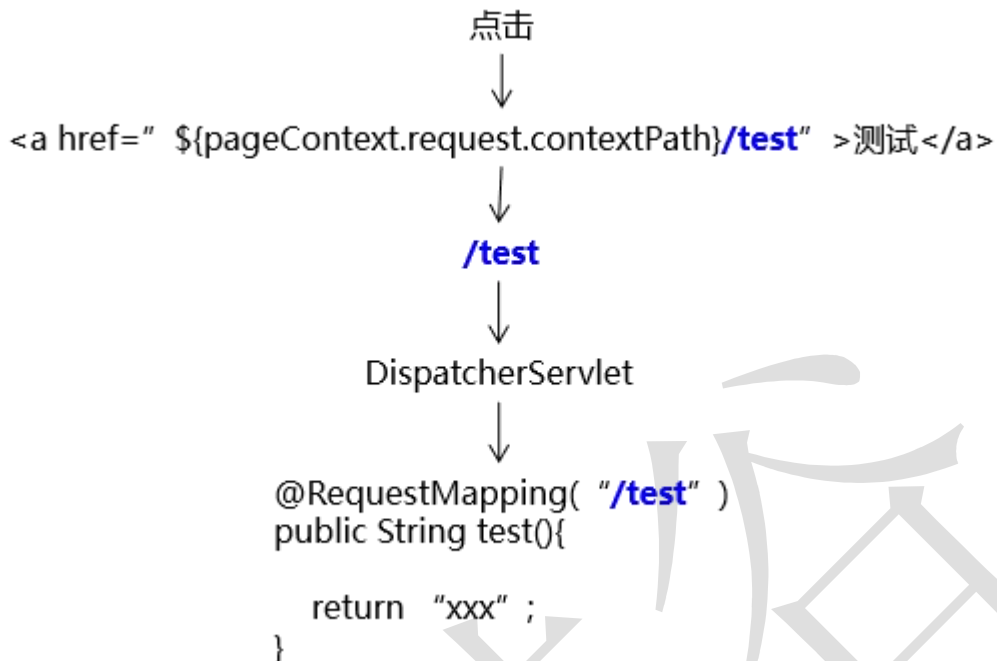 点击
<a href=” ${pageContext.request.contextPath}/test” >测试</a>
/test
DispatcherServlet
@RequestMapping( “/test” )
public String test(){
return “xxx” ;
}